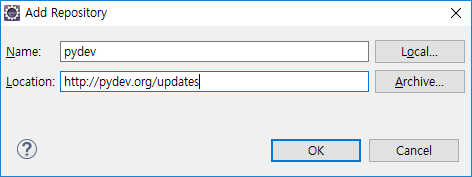 Add Repository
Name: pydev Local...
Location: http://pydev.org/updates Archive...
? OK Cancel